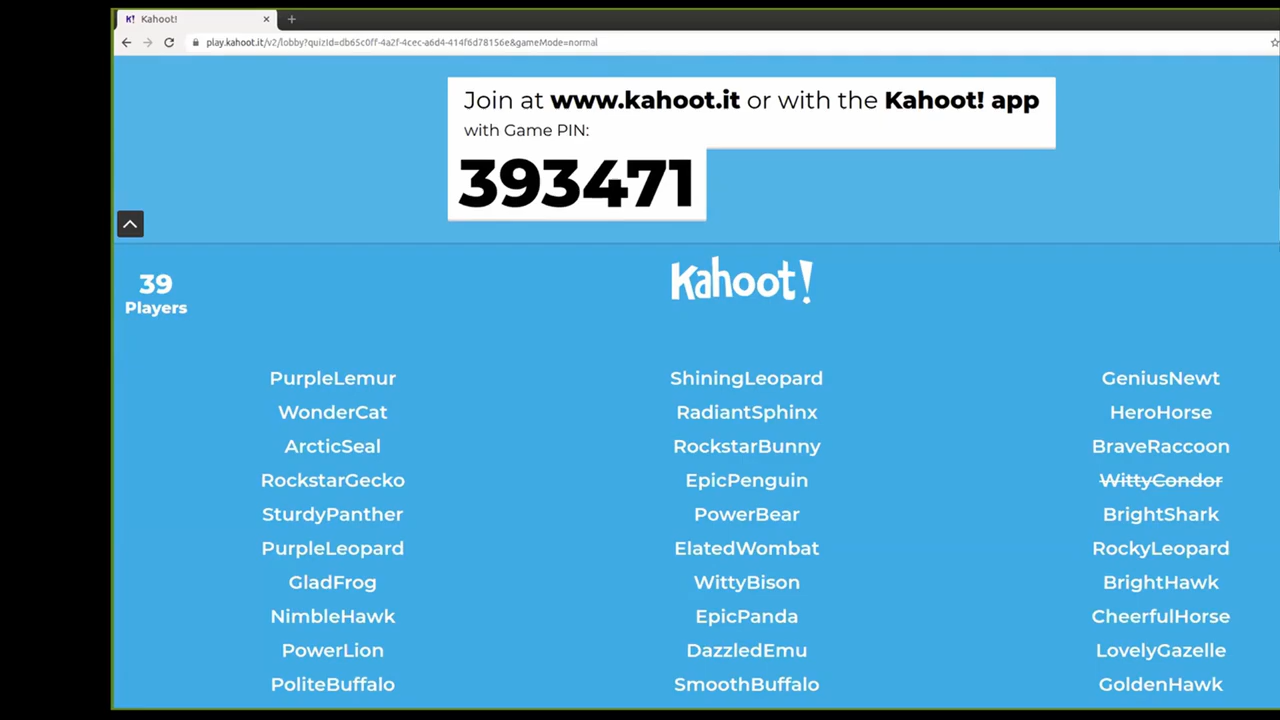 Kahoot!
play.kahoot.it/v2/lobby?quizId=db65c0ff-4a2f-4cec-a6d4-414f6d78156e&gameMode=normal
Join at www.kahoot.it or with the Kahoot! app
with Game PIN:
393471
39
Players
Kahoot!
PurpleLemur ShiningLeopard GeniusNewt
WonderCat RadiantSphinx HeroHorse
ArcticSeal RockstarBunny BraveRaccoon
RockstarGecko EpicPenguin WittyCondor
SturdyPanther PowerBear BrightShark
PurpleLeopard ElatedWombat RockyLeopard
GladFrog WittyBison BrightHawk
NimbleHawk EpicPanda CheerfulHorse
PowerLion DazzledEmu LovelyGazelle
PoliteBuffalo SmoothBuffalo GoldenHawk